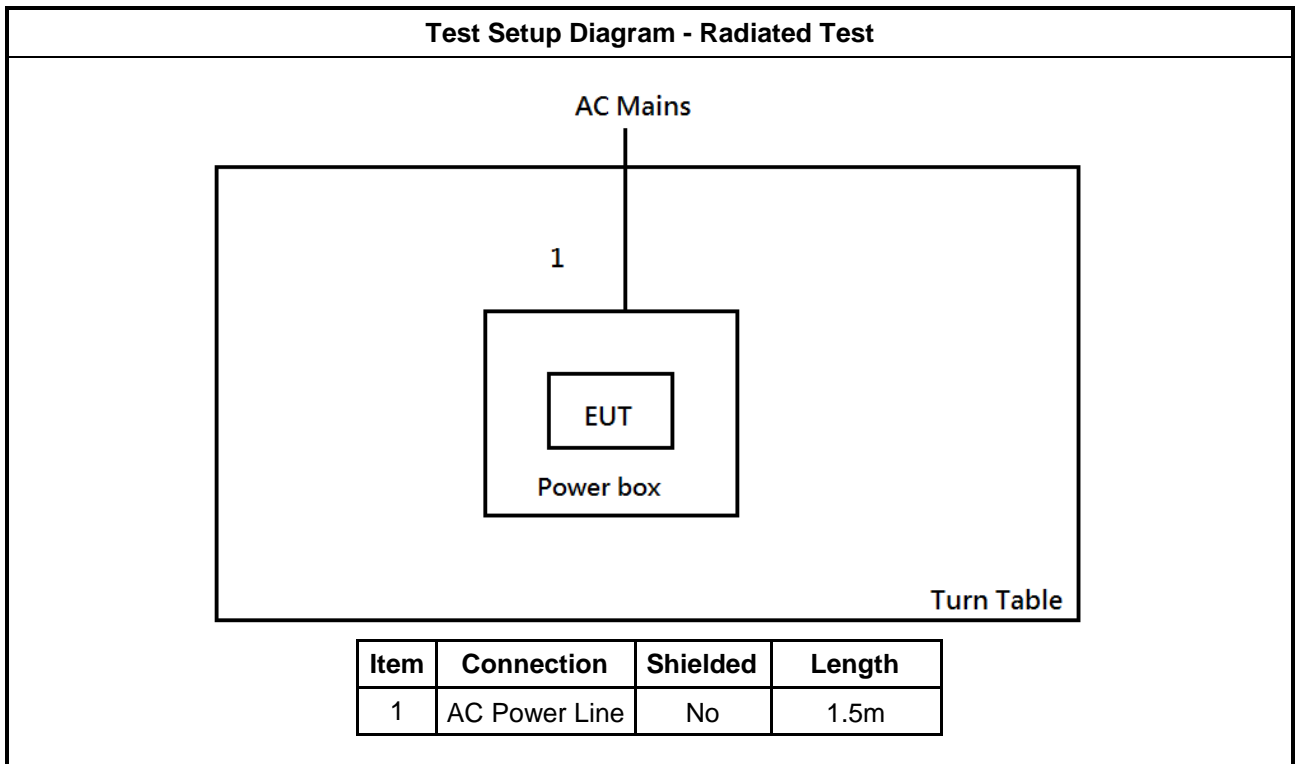 Test Setup Diagram - Radiated Test
AC Mains
1
EUT
Power box
Turn Table
Item Connection Shielded Length
1 AC Power Line No 1.5m